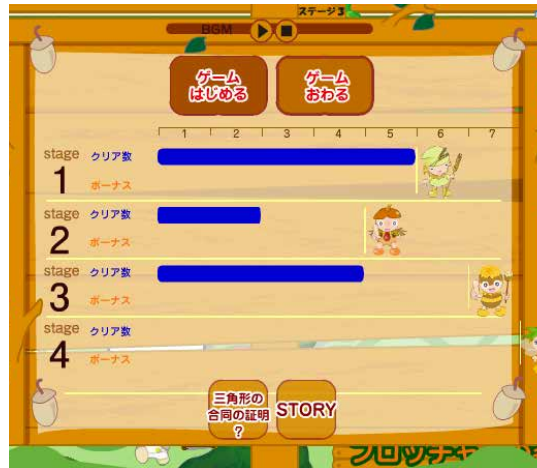 ステージ3
BGM
ゲーム
はじめる
ゲーム
おわる
1 2 3 4 5 6 7
stage
1
クリア数
ボーナス
stage
2
クリア数
ボーナス
stage
3
クリア数
ボーナス
stage
4
クリア数
ボーナス
三角形の
合同の証明
?
STORY